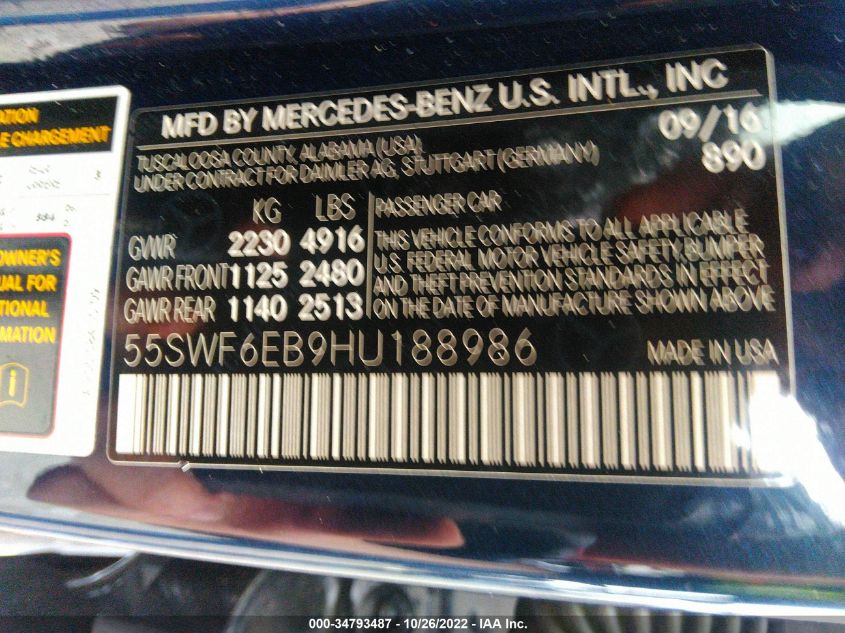 ATION
E CHARGEMENT
OWNER'S
UAL FOR
TIONAL
RMATION
MFD BY MERCEDES-BENZ U.S. INTL., INC
TUSCALOOSA COUNTY, ALABAMA (USA), 09/16
UNDER CONTRACT FOR DAIMLER AG, STUTTGART (GERMANY) 890
KG LBS PASSENGER CAR
GVWR 2230 4916
GAWR FRONT 1125 2480
GAWR REAR 1140 2513
THIS VEHICLE CONFORMS TO ALL APPLICABLE
U.S. FEDERAL MOTOR VEHICLE SAFETY, BUMPER
AND THEFT PREVENTION STANDARDS IN EFFECT
ON THE DATE OF MANUFACTURE SHOWN ABOVE
55SWF6EB9HU188986 MADE IN USA
000-34793487 - 10/26/2022 - IAA Inc.